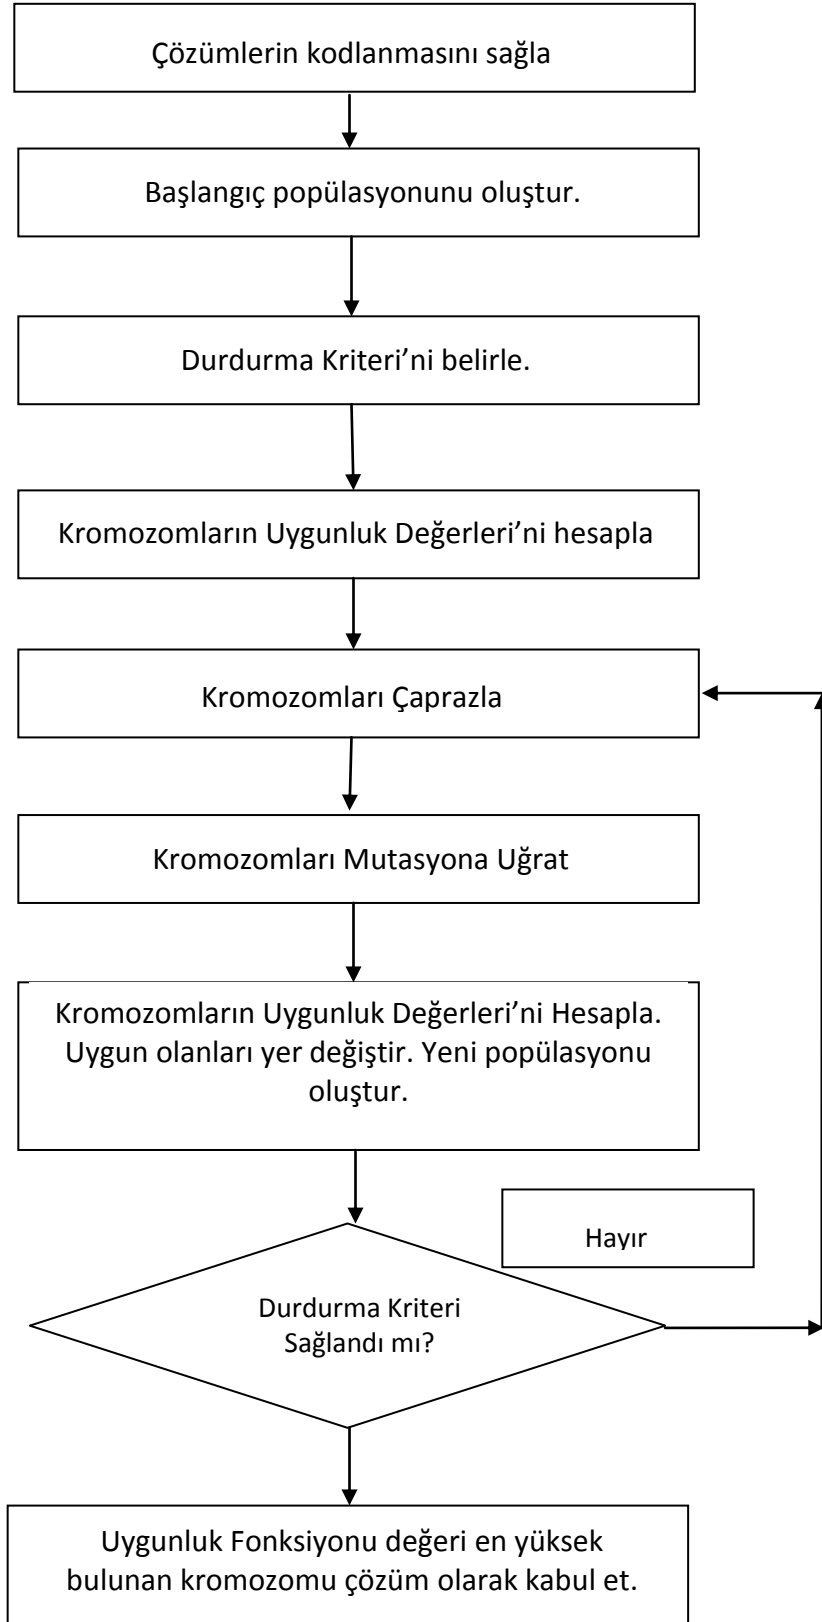 Çözümlerin kodlanmasını sağla
Başlangıç popülasyonunu oluştur.
Durdurma Kriteri’ni belirle.
Kromozomların Uygunluk Değerleri’ni hesapla
Kromozomları Çaprazla
Kromozomları Mutasyona Uğrat
Kromozomların Uygunluk Değerleri’ni Hesapla.
Uygun olanları yer değiştir. Yeni popülasyonu
oluştur.
Hayır
Durdurma Kriteri
Sağlandı mı?
Uygunluk Fonksiyonu değeri en yüksek
bulunan kromozomu çözüm olarak kabul et.